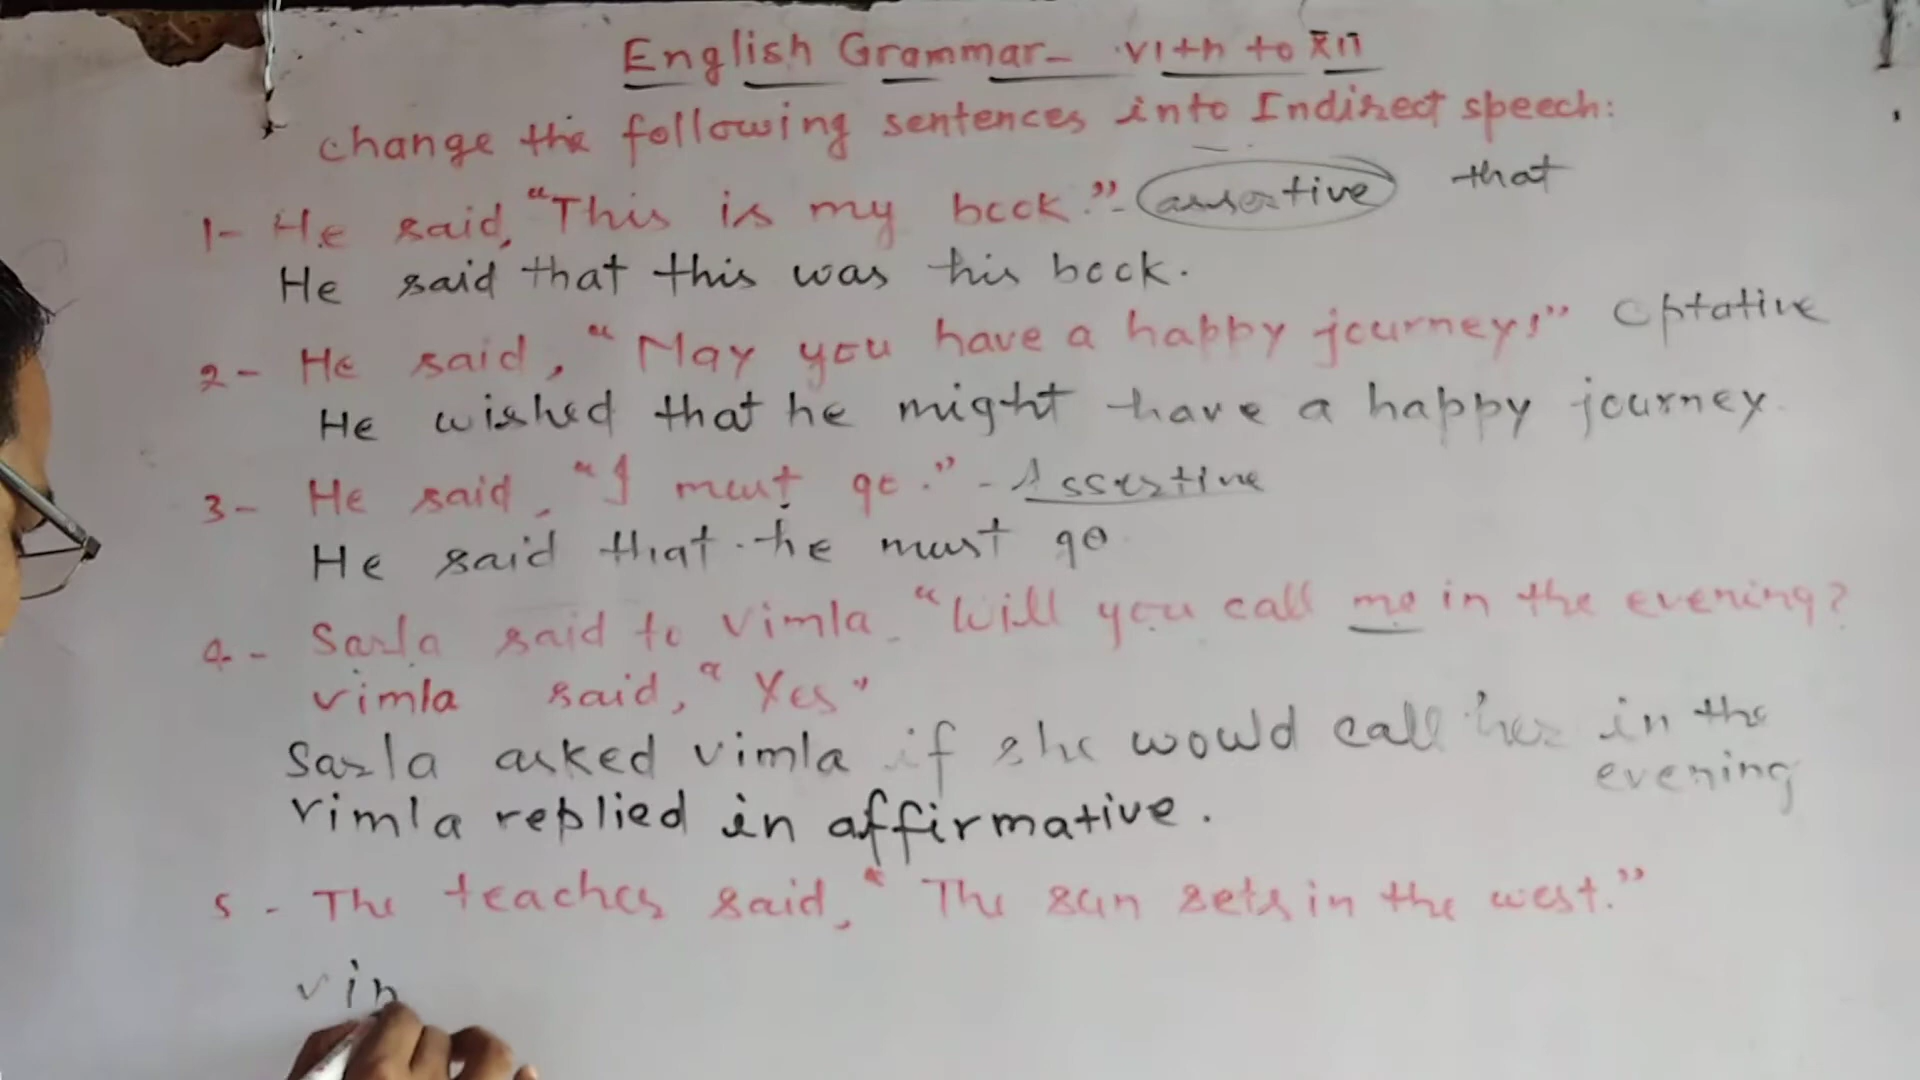 English Grammar- VIth to XII
change the following sentences into Indirect speech:
1- He said, "This is my book." - assertive that
He said that this was his book.
2- He said, "May you have a happy journey!" Optative
He wished that he might have a happy journey.
3- He said, "I must go." - Assertive
He said that he must go
4- Sarla said to Vimla, "Will you call me in the evening?
vimla said, "Yes"
Sarla asked vimla if she would call her in the
evening
vimla replied in affirmative.
5- The teacher said, "The sun sets in the west."
vin